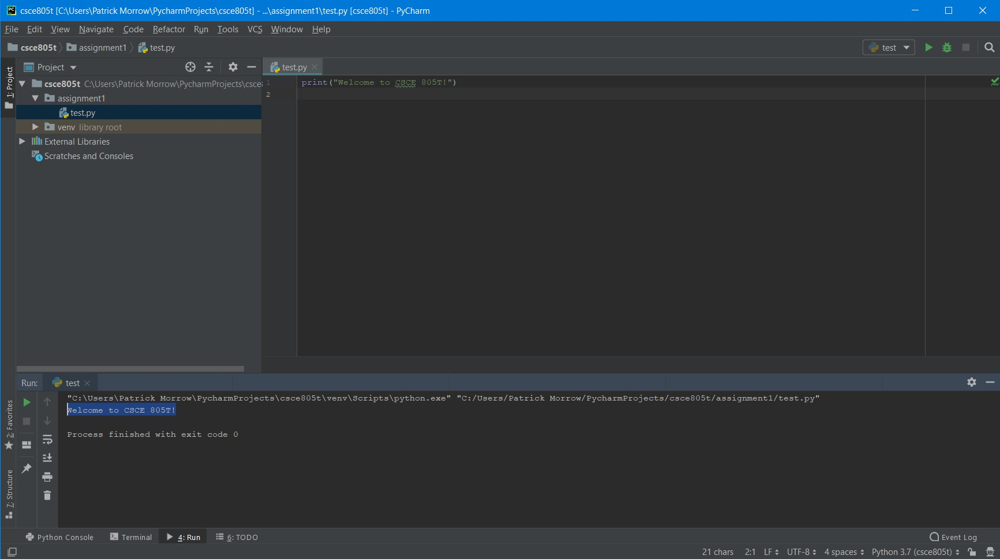 csce805t [C:\Users\Patrick Morrow\PycharmProjects\csce805t] - ...\assignment1\test.py [csce805t] - PyCharm
File Edit View Navigate Code Refactor Run Tools VCS Window Help
csce805t assignment1 test.py
test
1: Project
Project
test.py
csce805t C:\Users\Patrick Morrow\PycharmProjects\csce
assignment1
test.py
venv library root
External Libraries
Scratches and Consoles
1 print("Welcome to CSCE 805T!")
2
Run: test
"C:\Users\Patrick Morrow\PycharmProjects\csce805t\venv\Scripts\python.exe" "C:/Users/Patrick Morrow/PycharmProjects/csce805t/assignment1/test.py"
Welcome to CSCE 805T!
Process finished with exit code 0
2: Favorites
7: Structure
Python Console Terminal 4: Run 6: TODO Event Log
21 chars 2:1 LF UTF-8 4 spaces Python 3.7 (csce805t)